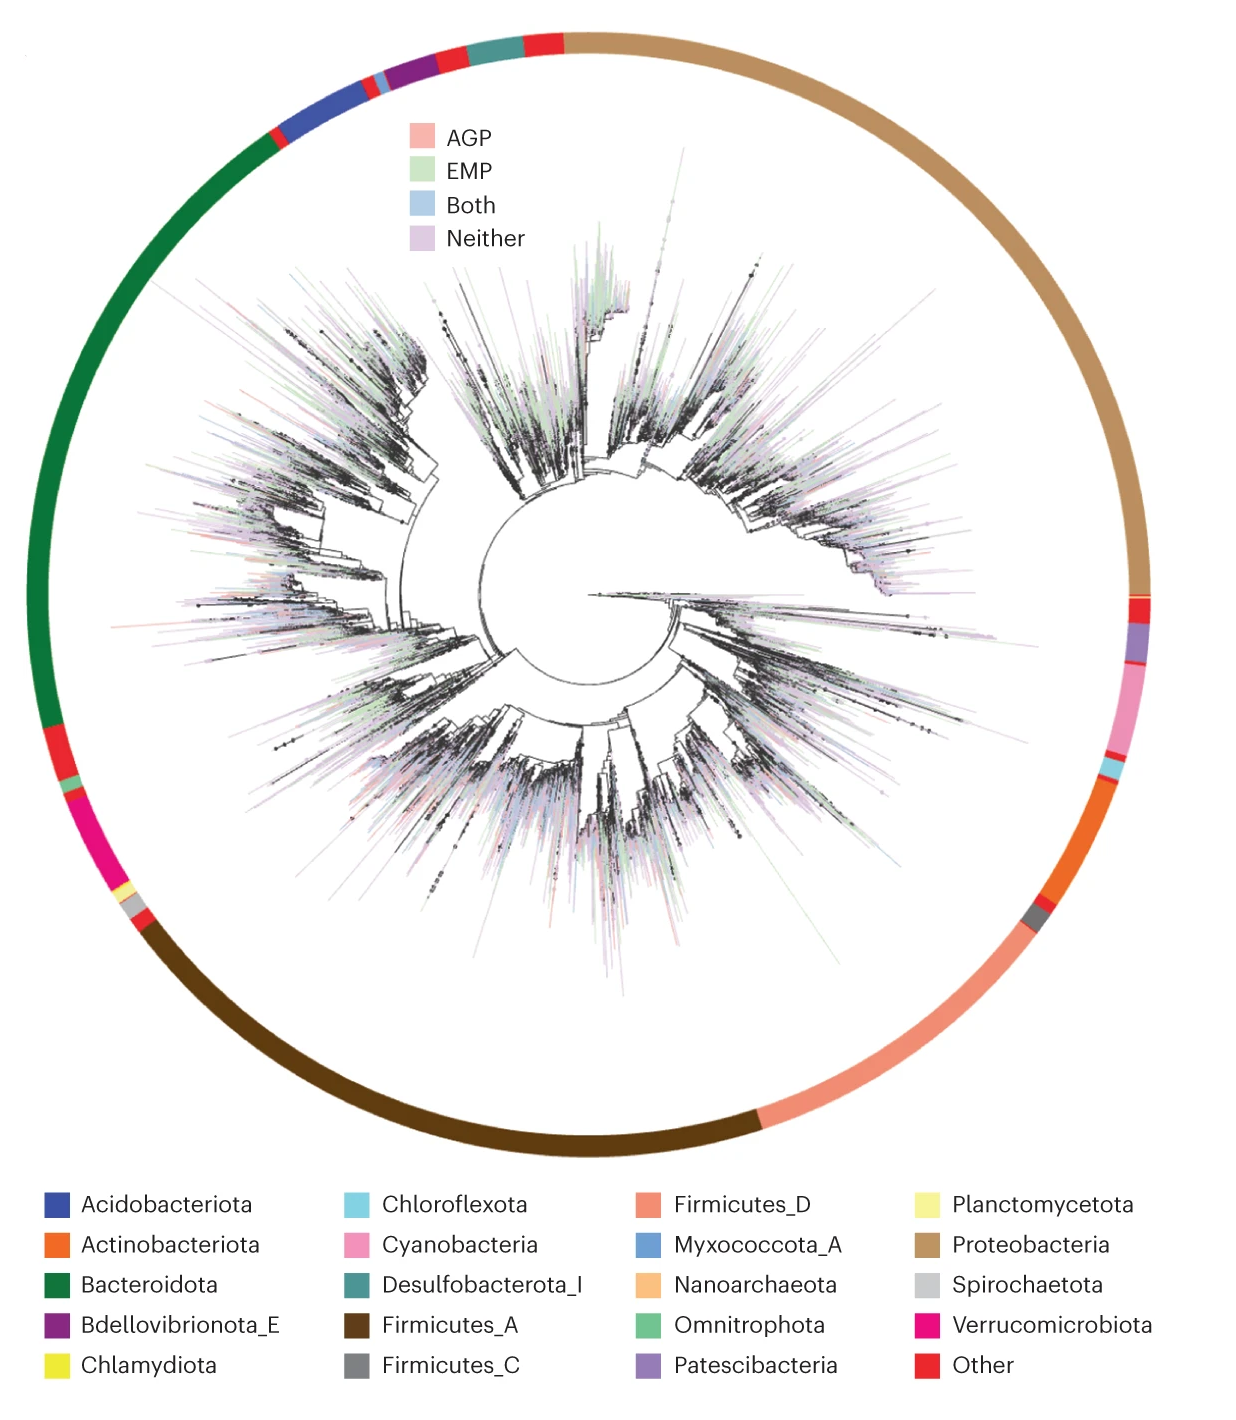 AGP
EMP
Both
Neither
Acidobacteriota
Actinobacteriota
Bacteroidota
Bdellovibrionota_E
Chlamydiota
Chloroflexota
Cyanobacteria
Desulfobacterota_I
Firmicutes_A
Firmicutes_C
Firmicutes_D
Myxococcota_A
Nanoarchaeota
Omnitrophota
Patescibacteria
Planctomycetota
Proteobacteria
Spirochaetota
Verrucomicrobiota
Other